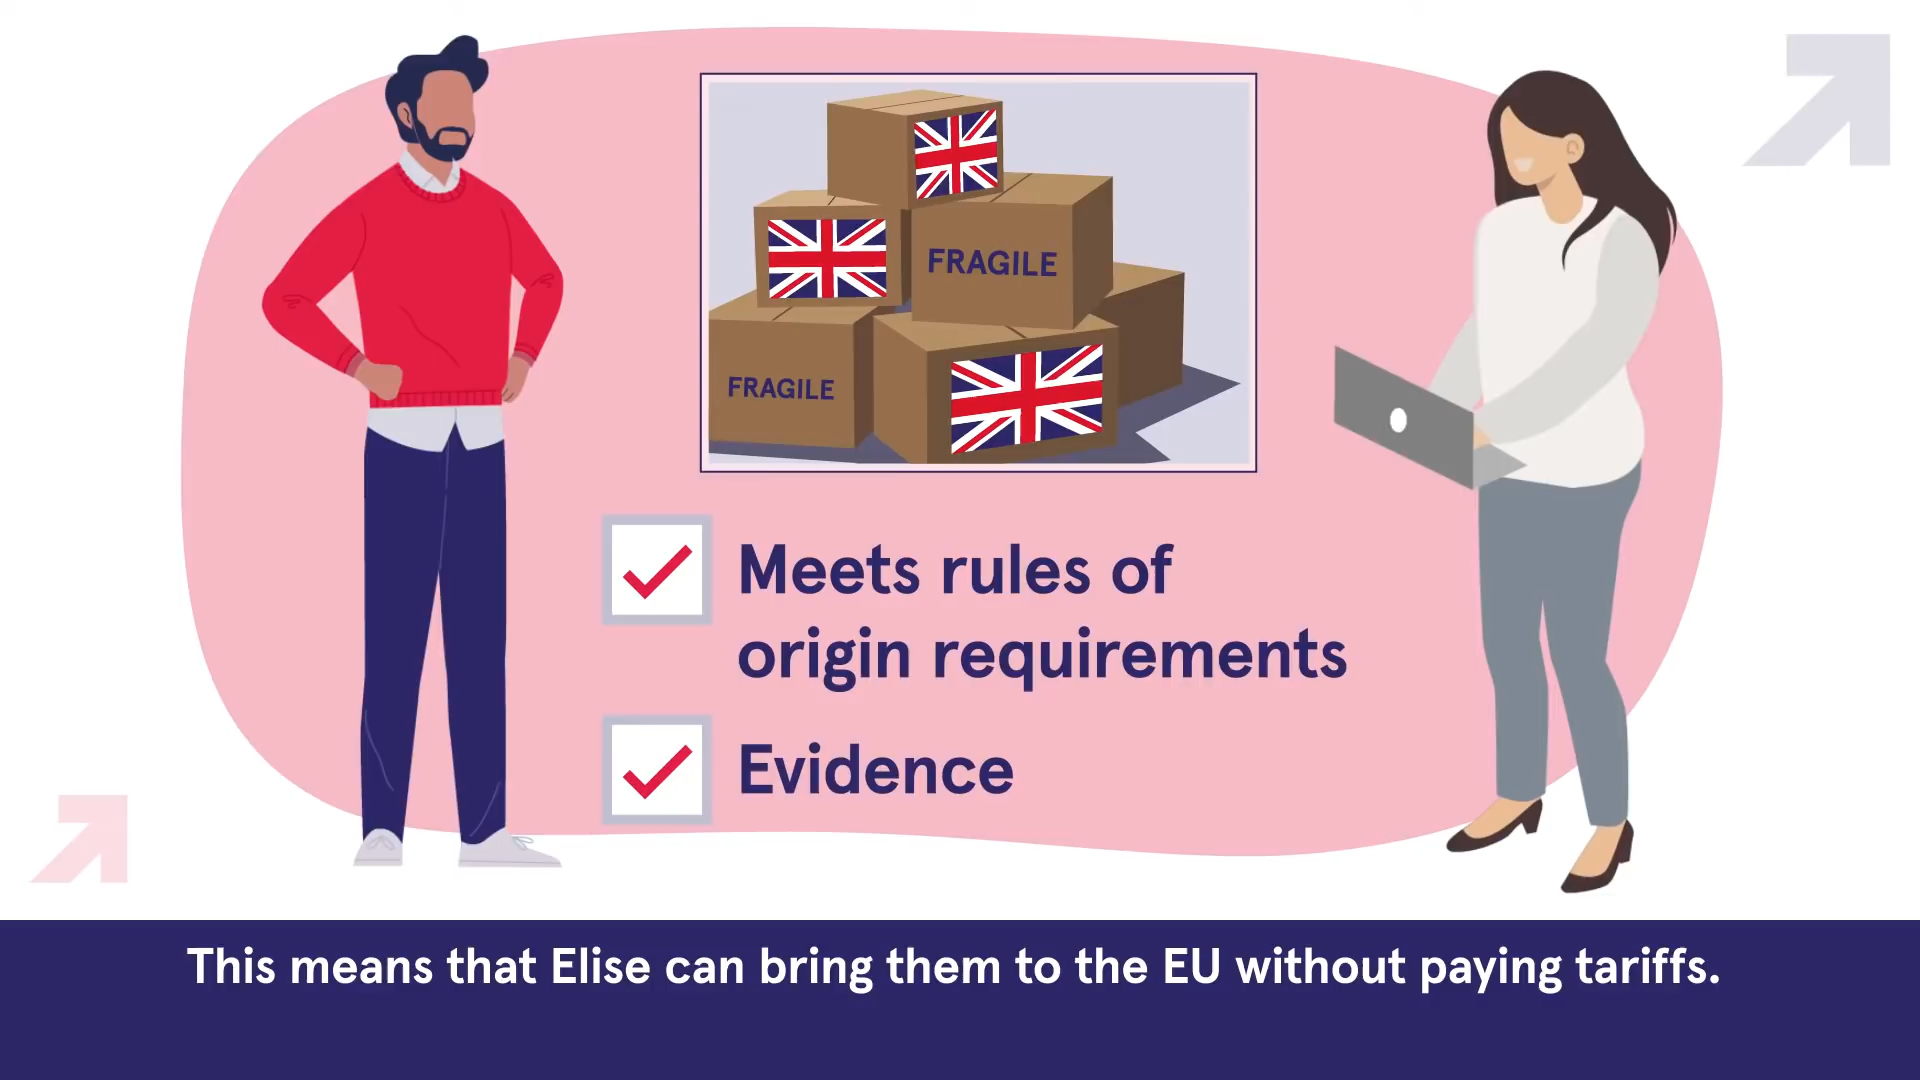 FRAGILE
FRAGILE
Meets rules of
origin requirements
Evidence
This means that Elise can bring them to the EU without paying tariffs.